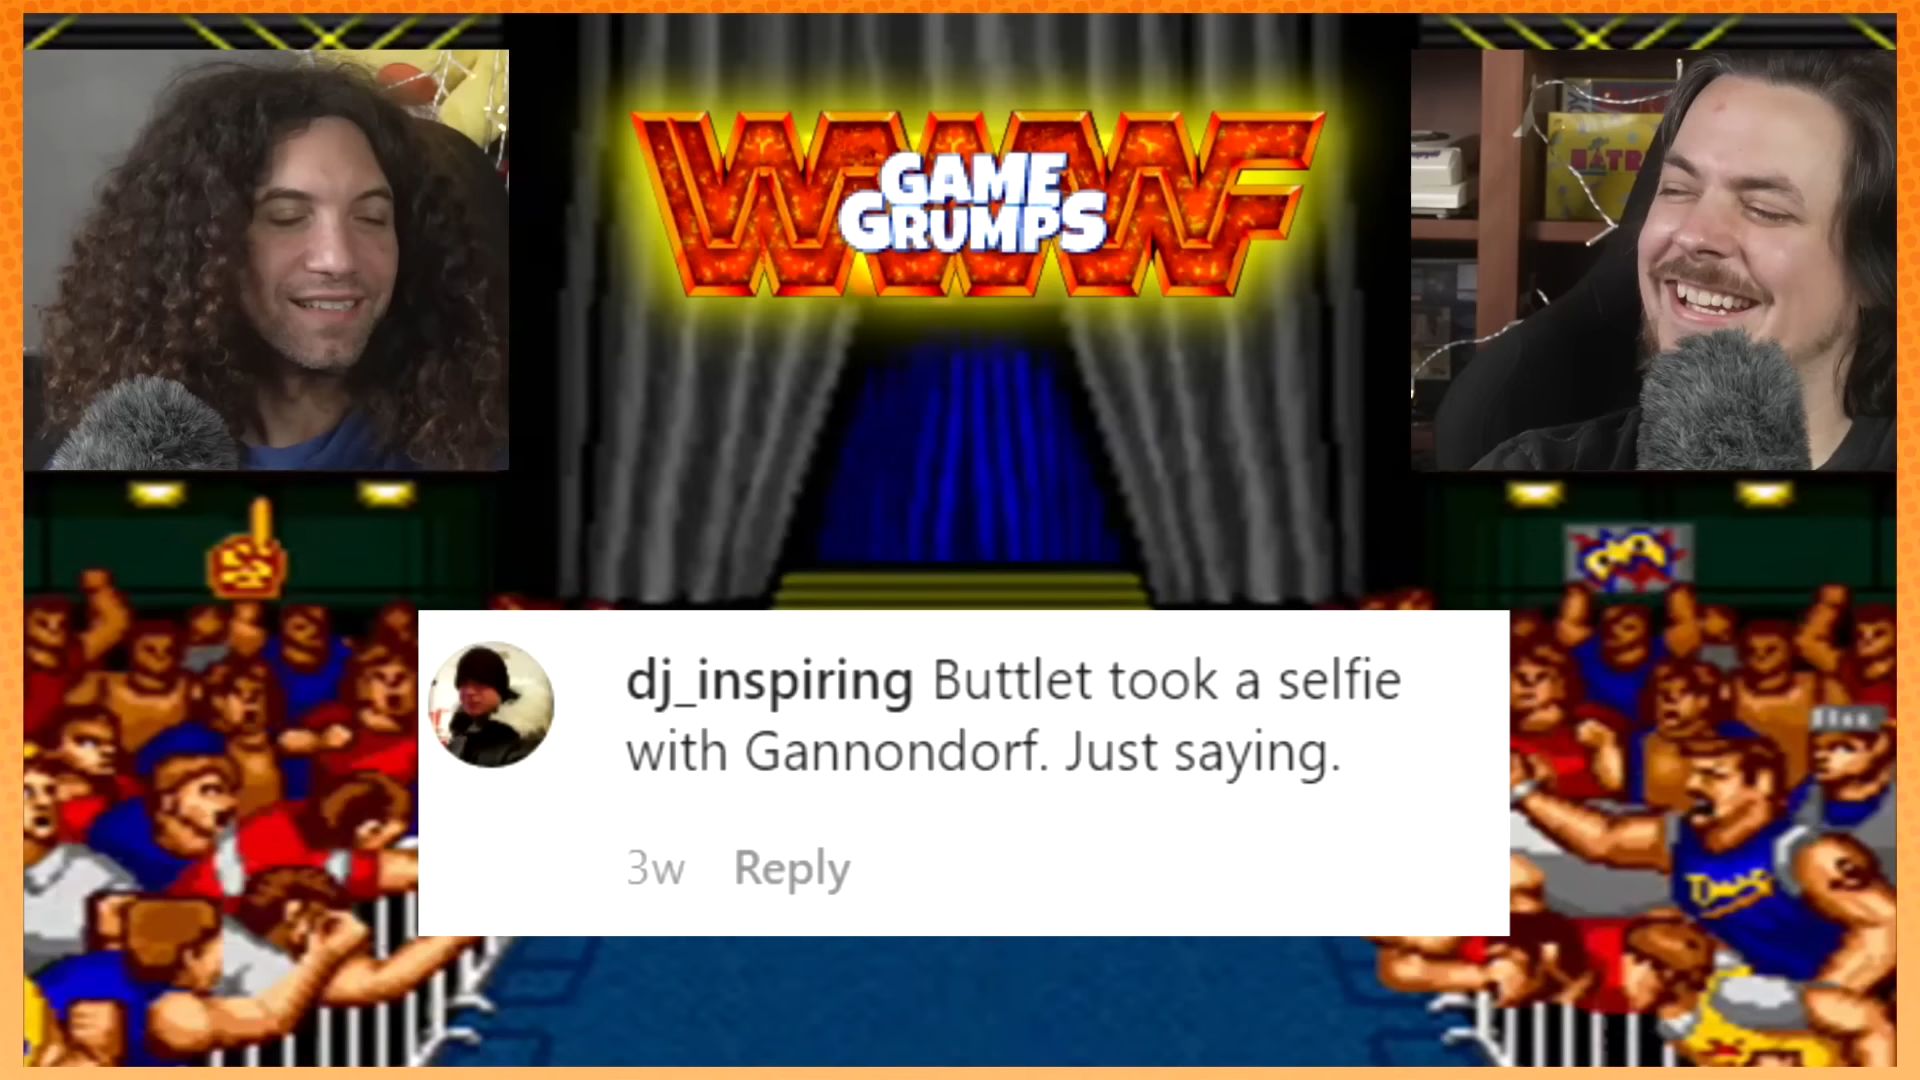 WWF
GAME
GRUMPS
dj_inspiring Buttlet took a selfie
with Gannondorf. Just saying.
3w Reply